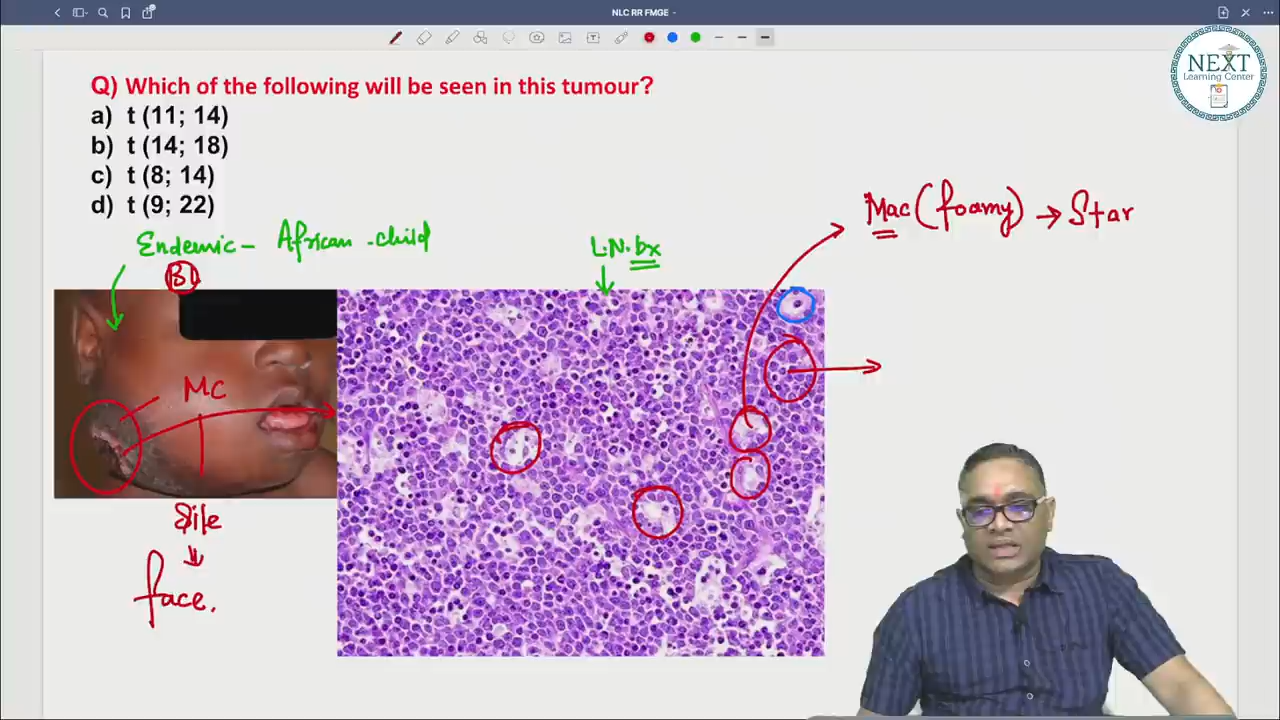 NLC RR FMGE
NEXT
Learning Center
Q) Which of the following will be seen in this tumour?
a) t (11; 14)
b) t (14; 18)
c) t (8; 14)
d) t (9; 22)
Mac (foamy) → Star
Endemic - African - child
L.N. bx
BL
MC
Site
face.